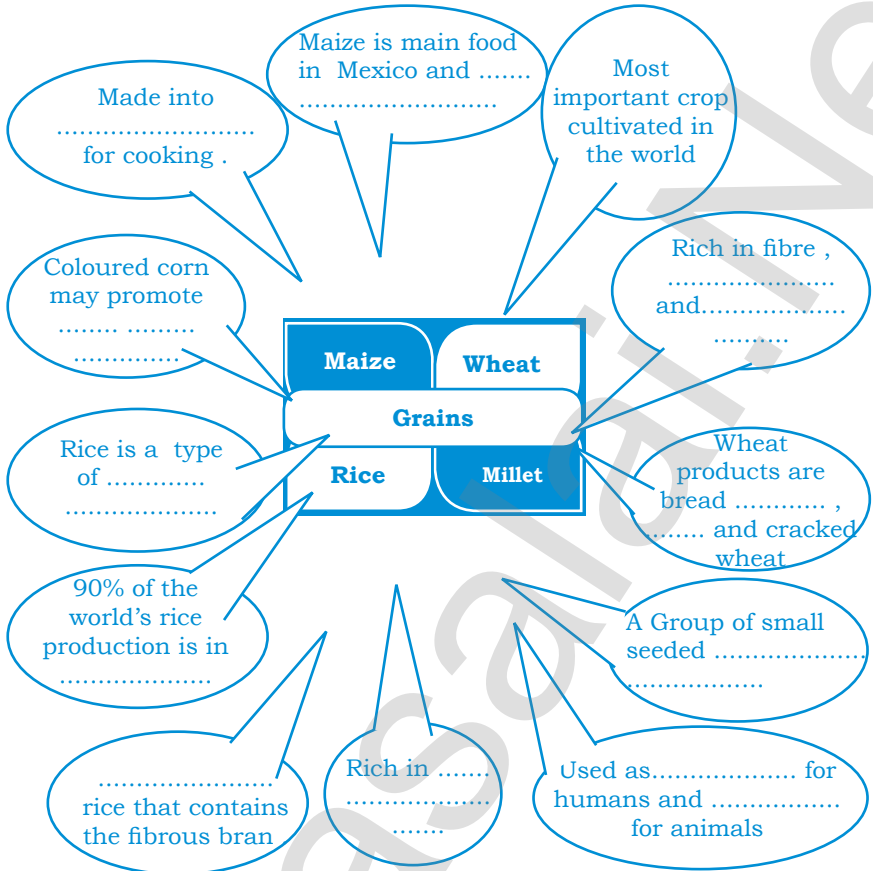 Maize is main food
in Mexico and .......
..........................
Made into
..........................
for cooking .
Most
important crop
cultivated in
the world
Coloured corn
may promote
........ .........
..............
Rich in fibre ,
......................
and...................
..........
Maize
Wheat
Grains
Rice
Millet
Rice is a type
of .............
....................
Wheat
products are
bread ............ ,
........ and cracked
wheat
90% of the
world's rice
production is in
....................
A Group of small
seeded ....................
..................
.......................
rice that contains
the fibrous bran
Rich in .......
...................
.......
Used as................... for
humans and .................
for animals
asalai.Ne